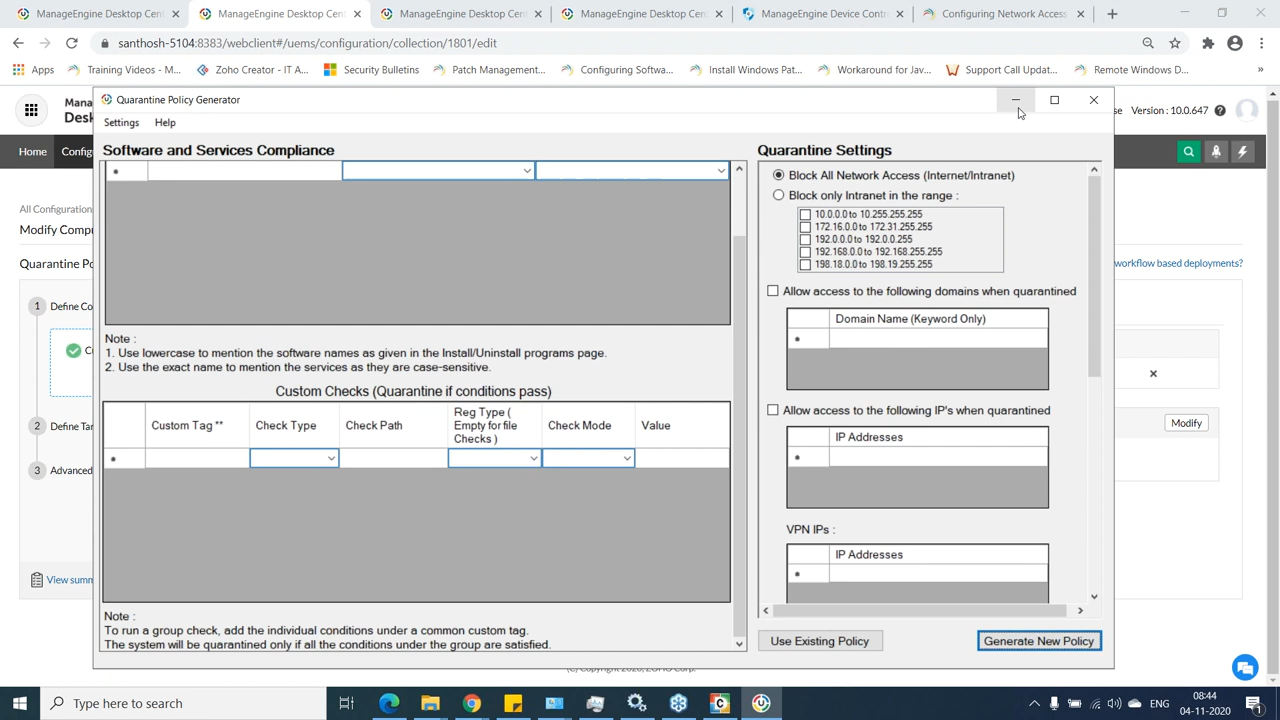 ManageEngine Desktop Cen
ManageEngine Desktop Cent
ManageEngine Desktop Cen
ManageEngine Desktop Cent
ManageEngine Device Contro
Configuring Network Access
santhosh-5104:8383/webclient#/uems/configuration/collection/1801/edit
Apps
Training Videos - M...
Zoho Creator - IT A...
Security Bulletins
Patch Management...
Configuring Softwa...
Install Windows Pat...
Workaround for Jav...
Support Call Updat...
Remote Windows D...
Mana
Desk
Version : 10.0.647
Home
Config
All Configuration
Modify Compu
Quarantine Po
workflow based deployments?
1 Define Co
2 Define Tar
3 Advanced
Modify
View summ
Quarantine Policy Generator
Settings
Help
Software and Services Compliance
Note :
1. Use lowercase to mention the software names as given in the Install/Uninstall programs page.
2. Use the exact name to mention the services as they are case-sensitive.
Custom Checks (Quarantine if conditions pass)
Custom Tag **
Check Type
Check Path
Reg Type (
Empty for file
Checks )
Check Mode
Value
Note :
To run a group check, add the individual conditions under a common custom tag.
The system will be quarantined only if all the conditions under the group are satisfied.
Quarantine Settings
Block All Network Access (Internet/Intranet)
Block only Intranet in the range :
10.0.0.0 to 10.255.255.255
172.16.0.0 to 172.31.255.255
192.0.0.0 to 192.0.0.255
192.168.0.0 to 192.168.255.255
198.18.0.0 to 198.19.255.255
Allow access to the following domains when quarantined
Domain Name (Keyword Only)
Allow access to the following IP's when quarantined
IP Addresses
VPN IPs :
IP Addresses
Use Existing Policy
Generate New Policy
Type here to search
ENG
08:44
04-11-2020